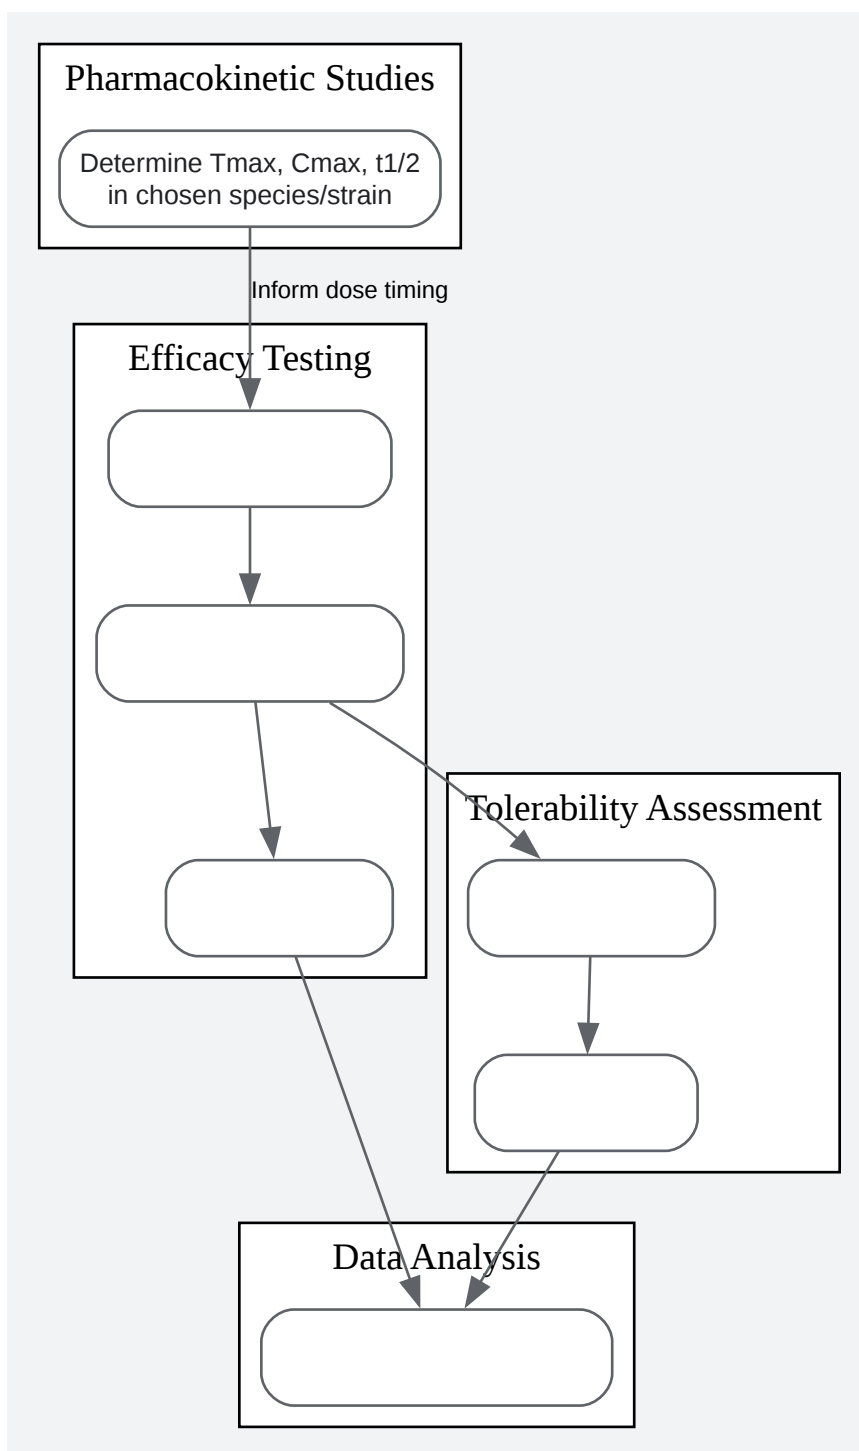 Pharmacokinetic Studies
Determine Tmax, Cmax, t1/2
in chosen species/strain
Inform dose timing
Efficacy Testing
Tolerability Assessment
Data Analysis